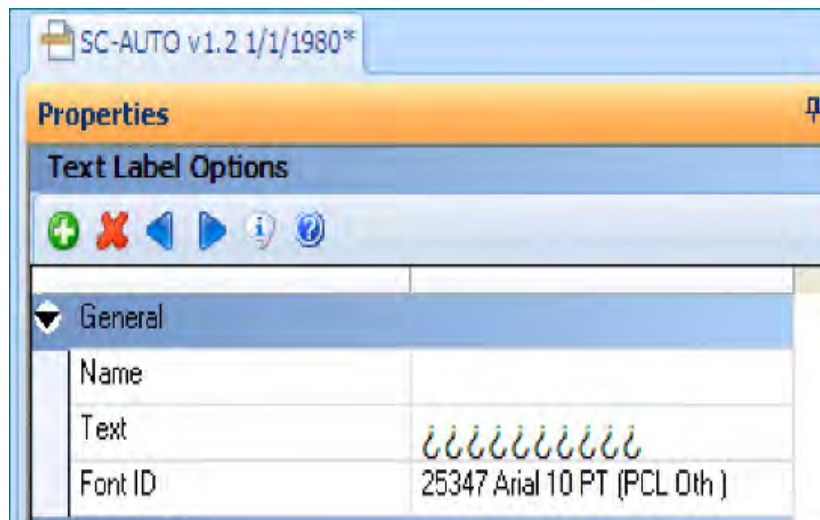 SC-AUTO v1.2 1/1/1980*
Properties
Text Label Options
General
Name
Text ¿¿¿¿¿¿¿¿¿¿
Font ID 25347 Arial 10 PT (PCL Oth )